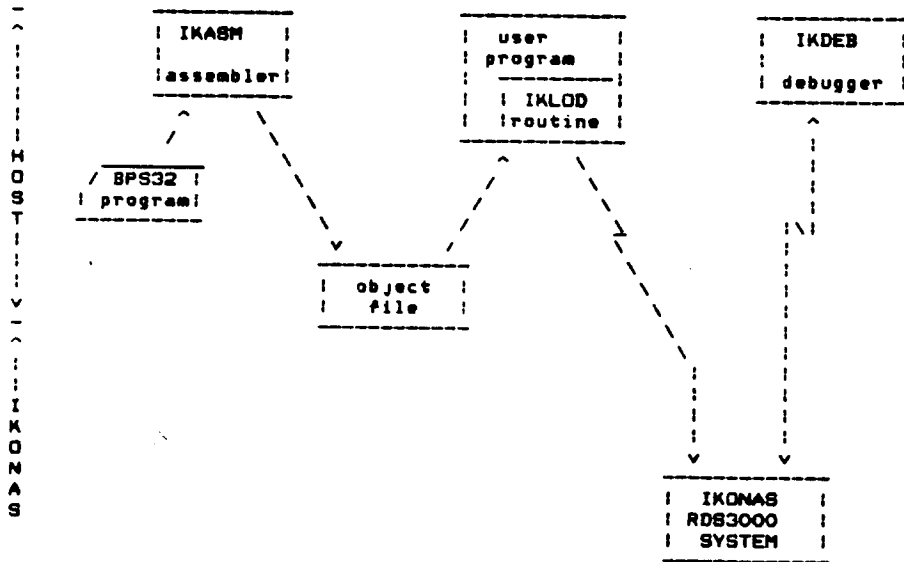 IKASM
assembler
BPS32
program
object
file
user
program
IKLOD
routine
IKDEB
debugger
IKONAS
RDS3000
SYSTEM
HOST
IKONAS